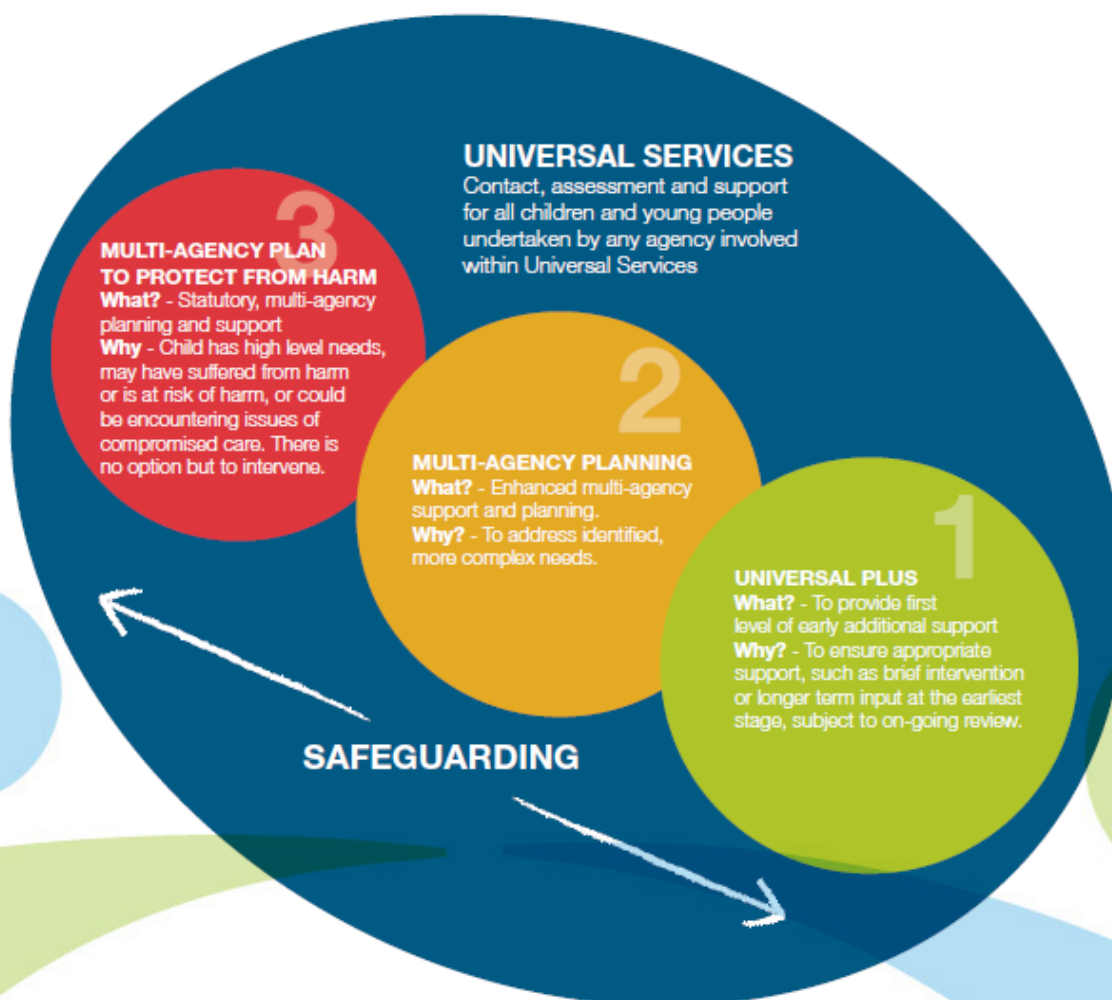 UNIVERSAL SERVICES
Contact, assessment and support
for all children and young people
undertaken by any agency involved
within Universal Services
3
MULTI-AGENCY PLAN
TO PROTECT FROM HARM
What? - Statutory, multi-agency
planning and support
Why - Child has high level needs,
may have suffered from harm
or is at risk of harm, or could
be encountering issues of
compromised care. There is
no option but to intervene.
2
MULTI-AGENCY PLANNING
What? - Enhanced multi-agency
support and planning.
Why? - To address identified,
more complex needs.
1
UNIVERSAL PLUS
What? - To provide first
level of early additional support
Why? - To ensure appropriate
support, such as brief intervention
or longer term input at the earliest
stage, subject to on-going review.
SAFEGUARDING